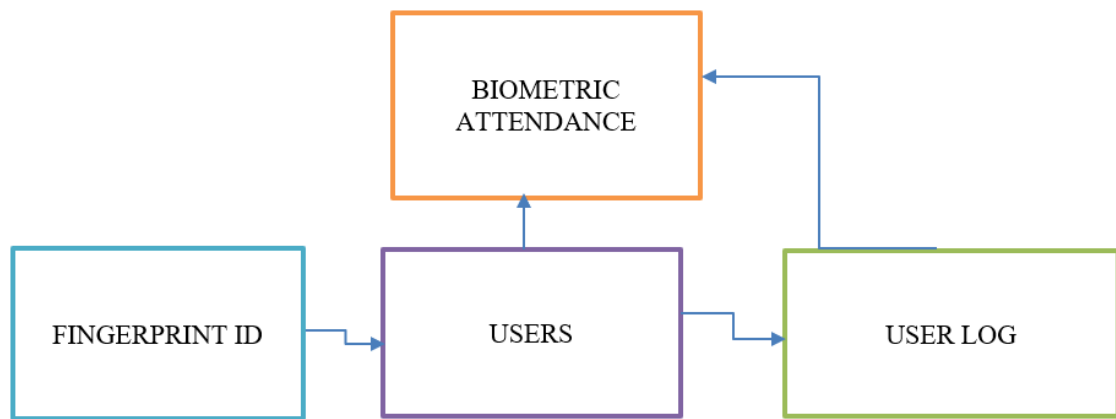 BIOMETRIC
ATTENDANCE
FINGERPRINT ID
USERS
USER LOG